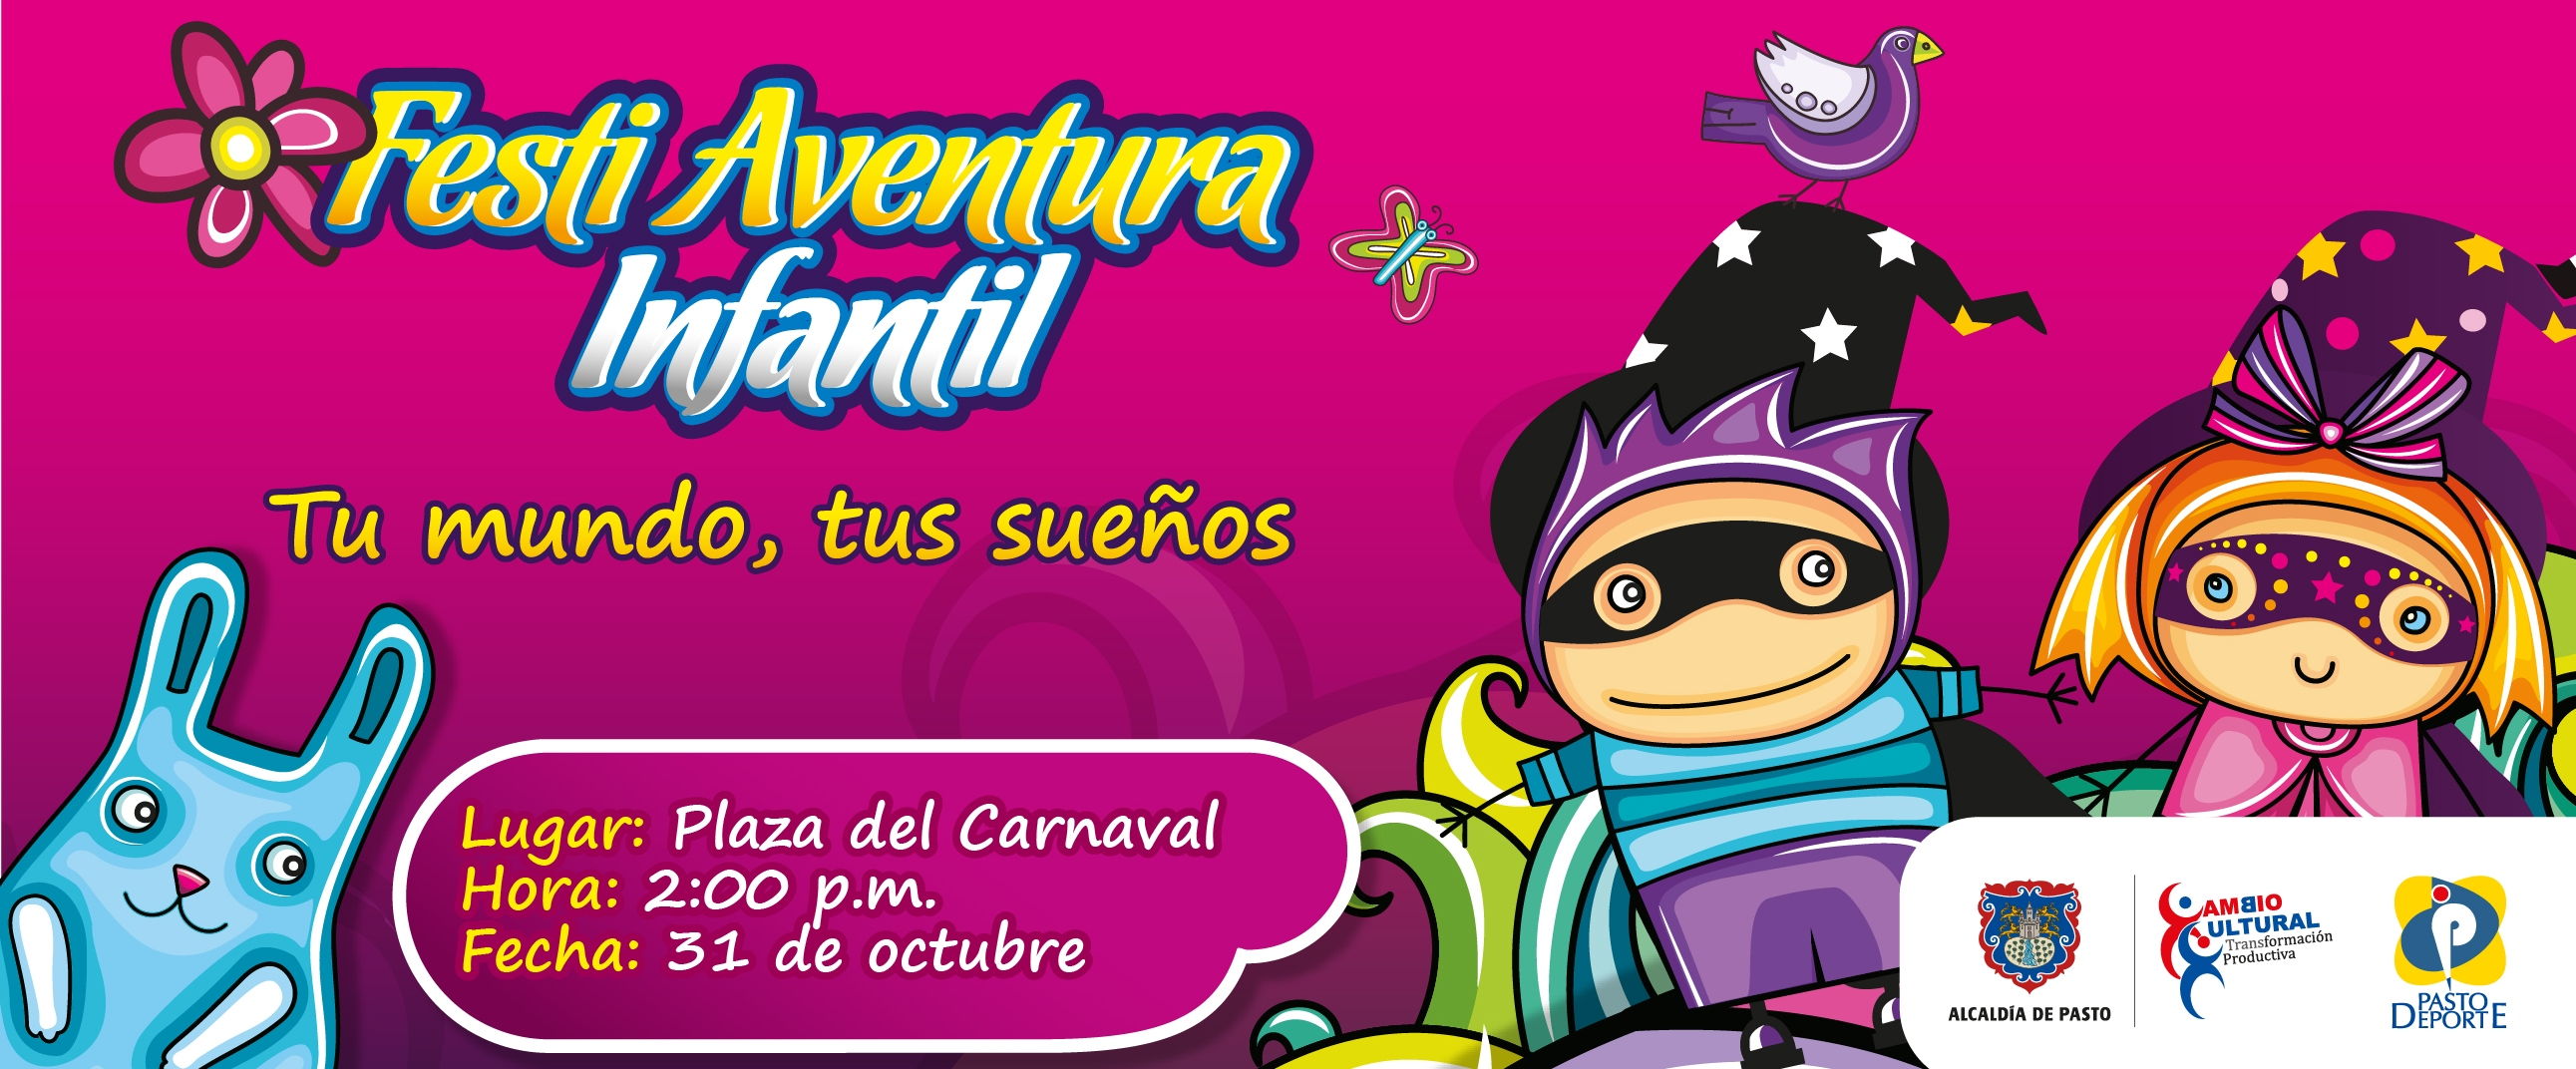 Festi Aventura
Infantil
Tu mundo, tus sueños
Lugar: Plaza del Carnaval
Hora: 2:00 p.m.
Fecha: 31 de octubre
ALCALDÍA DE PASTO
CAMBIO
CULTURAL
Transformación
Productiva
PASTO
DEPORTE